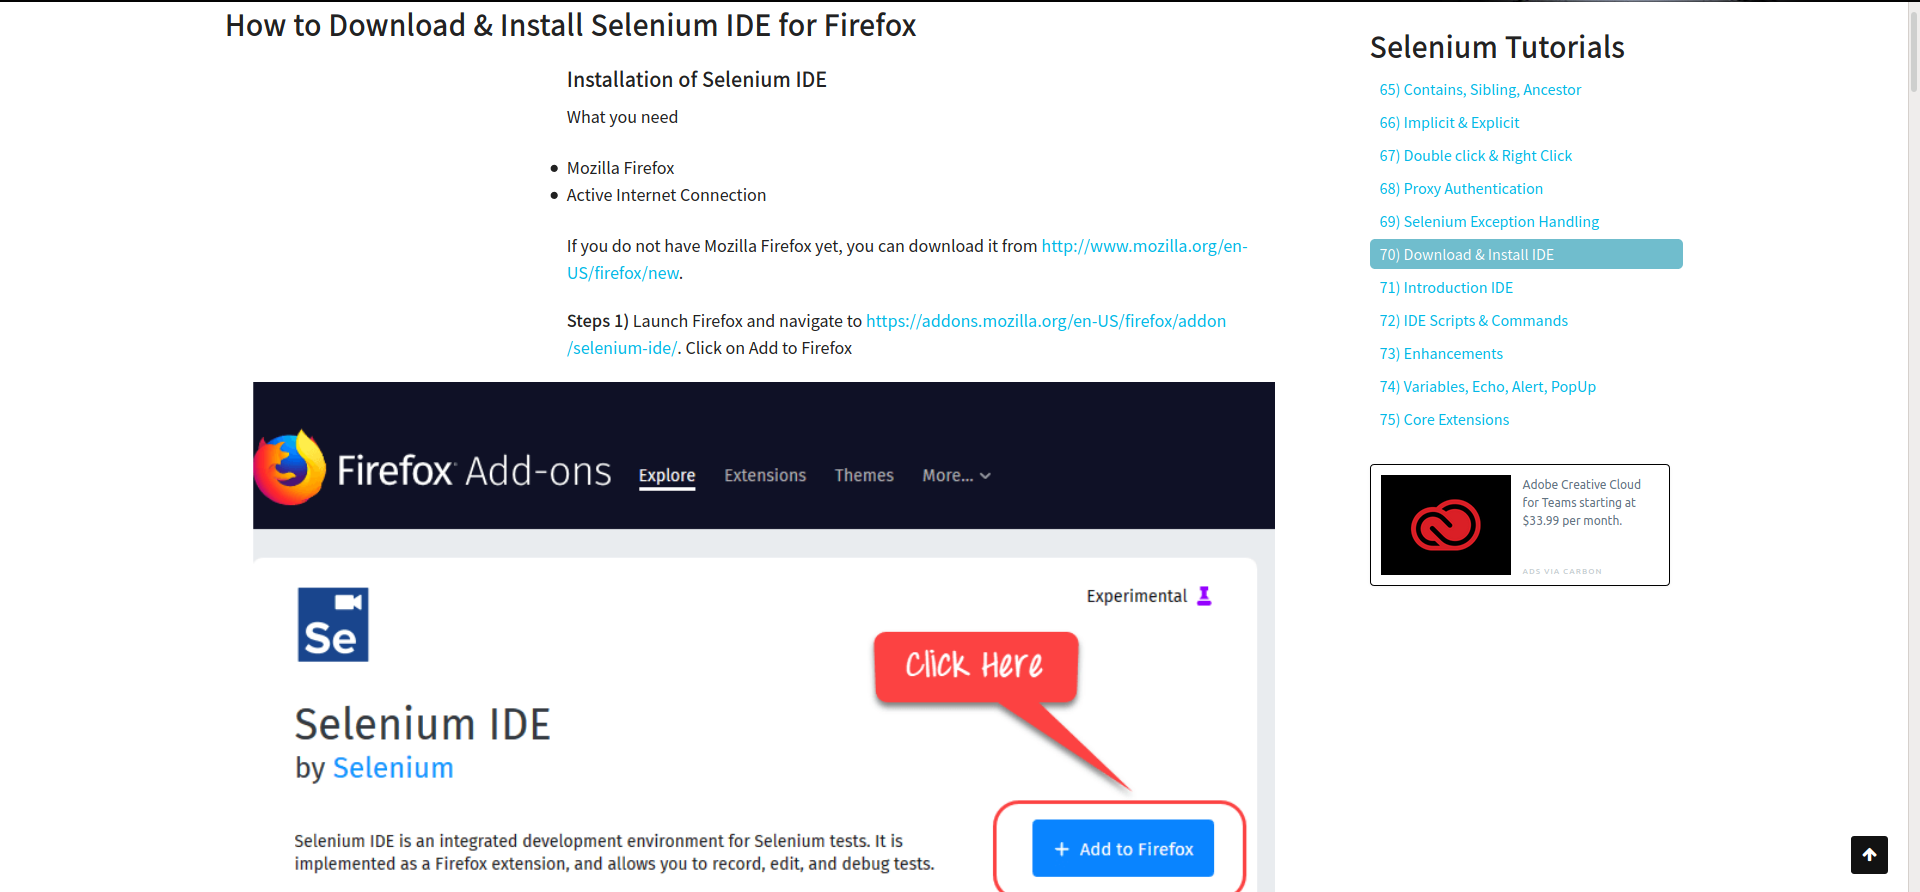 How to Download & Install Selenium IDE for Firefox
Installation of Selenium IDE
What you need
Mozilla Firefox
Active Internet Connection
If you do not have Mozilla Firefox yet, you can download it from http://www.mozilla.org/en-
US/firefox/new.
Steps 1) Launch Firefox and navigate to https://addons.mozilla.org/en-US/firefox/addon
/selenium-ide/. Click on Add to Firefox
Firefox Add-ons Explore Extensions Themes More...
Se
Experimental
Click Here
Selenium IDE
by Selenium
Selenium IDE is an integrated development environment for Selenium tests. It is
implemented as a Firefox extension, and allows you to record, edit, and debug tests.
+ Add to Firefox
Selenium Tutorials
65) Contains, Sibling, Ancestor
66) Implicit & Explicit
67) Double click & Right Click
68) Proxy Authentication
69) Selenium Exception Handling
70) Download & Install IDE
71) Introduction IDE
72) IDE Scripts & Commands
73) Enhancements
74) Variables, Echo, Alert, PopUp
75) Core Extensions
Adobe Creative Cloud
for Teams starting at
$33.99 per month.
ADS VIA CARBON